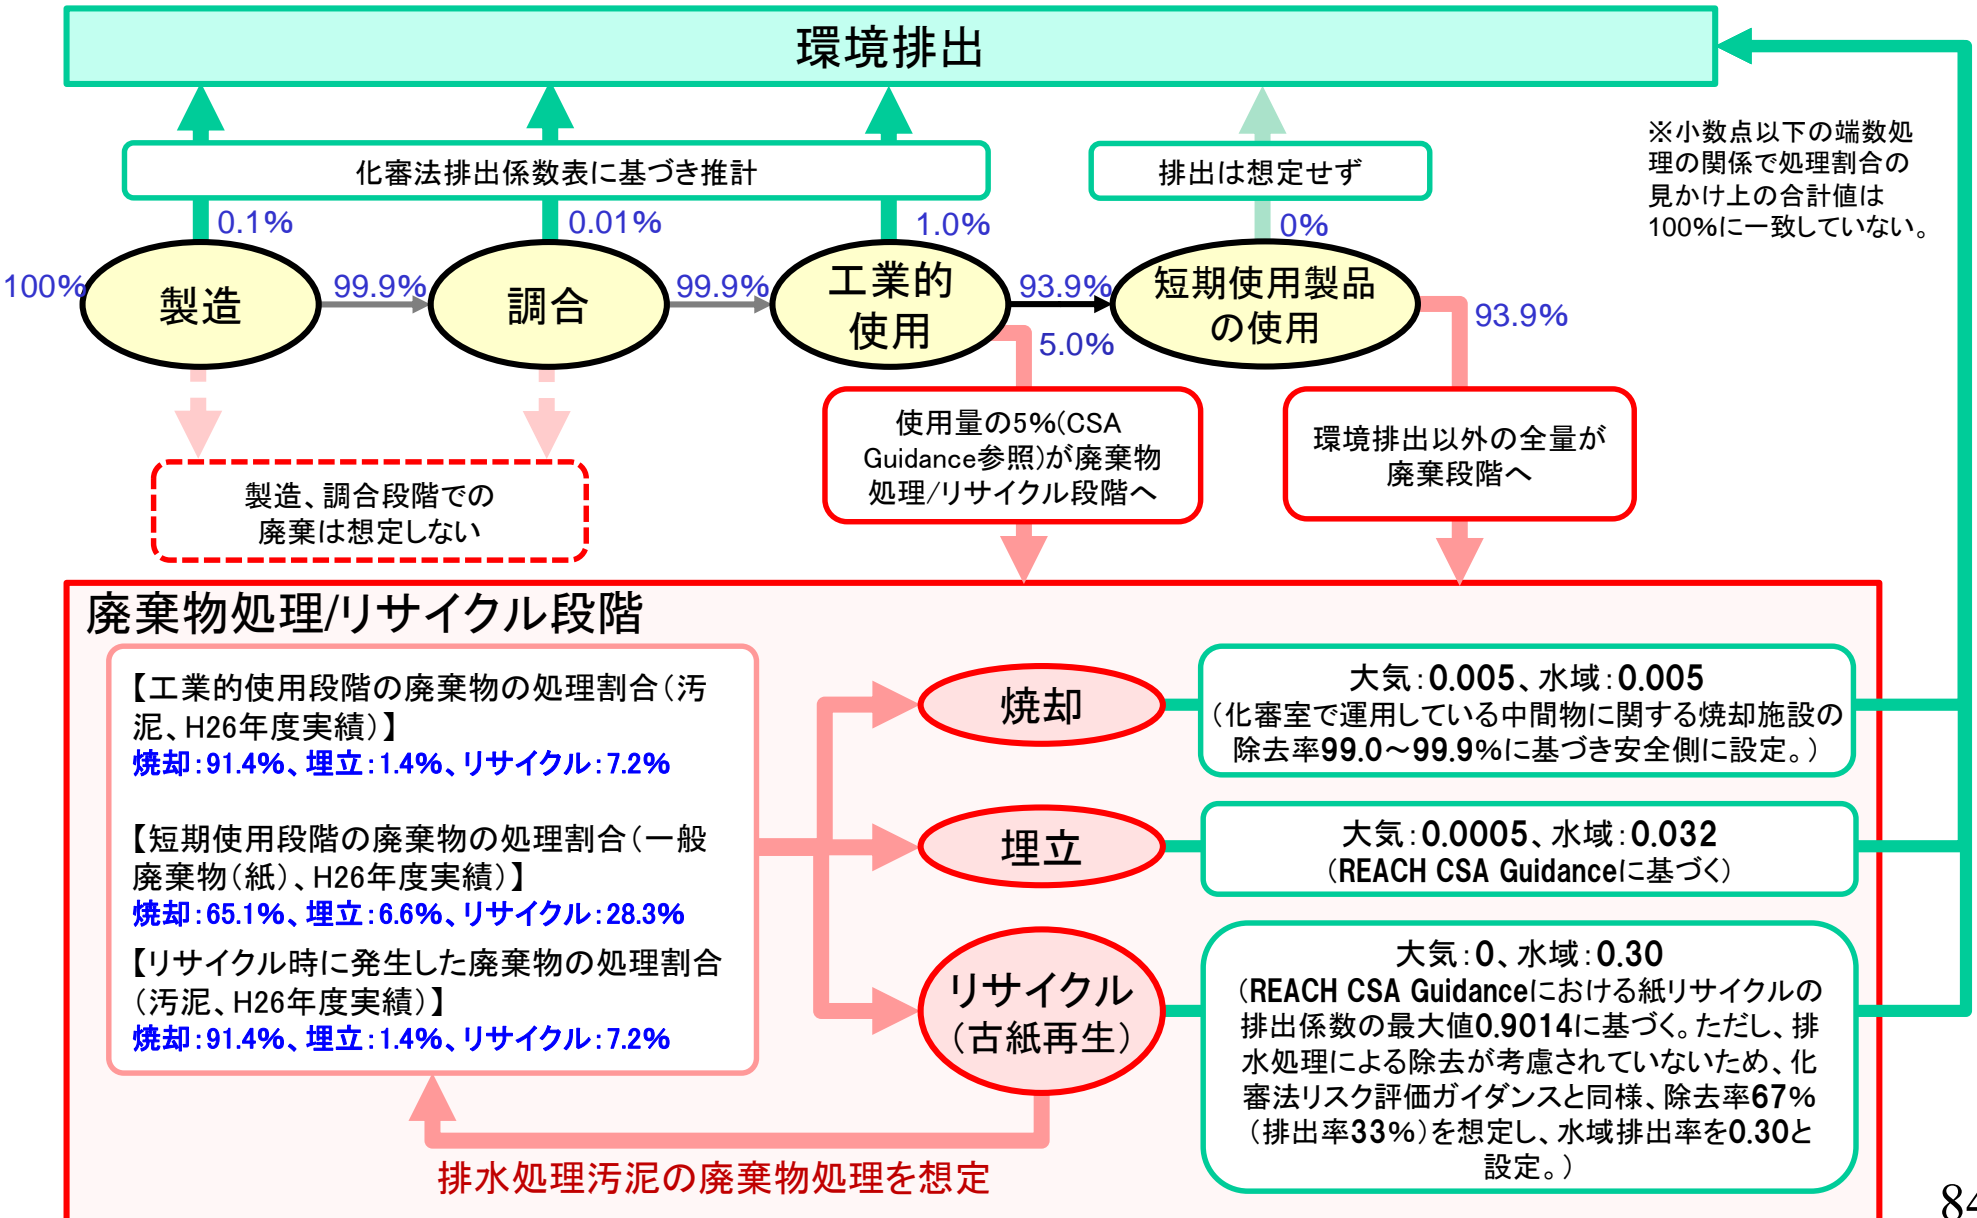 環境排出
※小数点以下の端数処
理の関係で処理割合の
見かけ上の合計値は
100%に一致していない。
化審法排出係数表に基づき推計
排出は想定せず
0.1%
0.01%
1.0%
0%
100%
製造
99.9%
調合
99.9%
工業的
使用
93.9%
5.0%
短期使用製品
の使用
93.9%
製造、調合段階での
廃棄は想定しない
使用量の5%(CSA
Guidance参照)が廃棄物
処理/リサイクル段階へ
環境排出以外の全量が
廃棄段階へ
廃棄物処理/リサイクル段階
【工業的使用段階の廃棄物の処理割合(汚
泥、H26年度実績)】
焼却:91.4%、埋立:1.4%、リサイクル:7.2%
【短期使用段階の廃棄物の処理割合(一般
廃棄物(紙)、H26年度実績)】
焼却:65.1%、埋立:6.6%、リサイクル:28.3%
【リサイクル時に発生した廃棄物の処理割合
(汚泥、H26年度実績)】
焼却:91.4%、埋立:1.4%、リサイクル:7.2%
焼却
大気:0.005、水域:0.005
(化審室で運用している中間物に関する焼却施設の
除去率99.0～99.9%に基づき安全側に設定。)
埋立
大気:0.0005、水域:0.032
(REACH CSA Guidanceに基づく)
リサイクル
(古紙再生)
大気:0、水域:0.30
(REACH CSA Guidanceにおける紙リサイクルの
排出係数の最大値0.9014に基づく。ただし、排
水処理による除去が考慮されていないため、化
審法リスク評価ガイダンスと同様、除去率67%
(排出率33%)を想定し、水域排出率を0.30と
設定。)
排水処理汚泥の廃棄物処理を想定
84